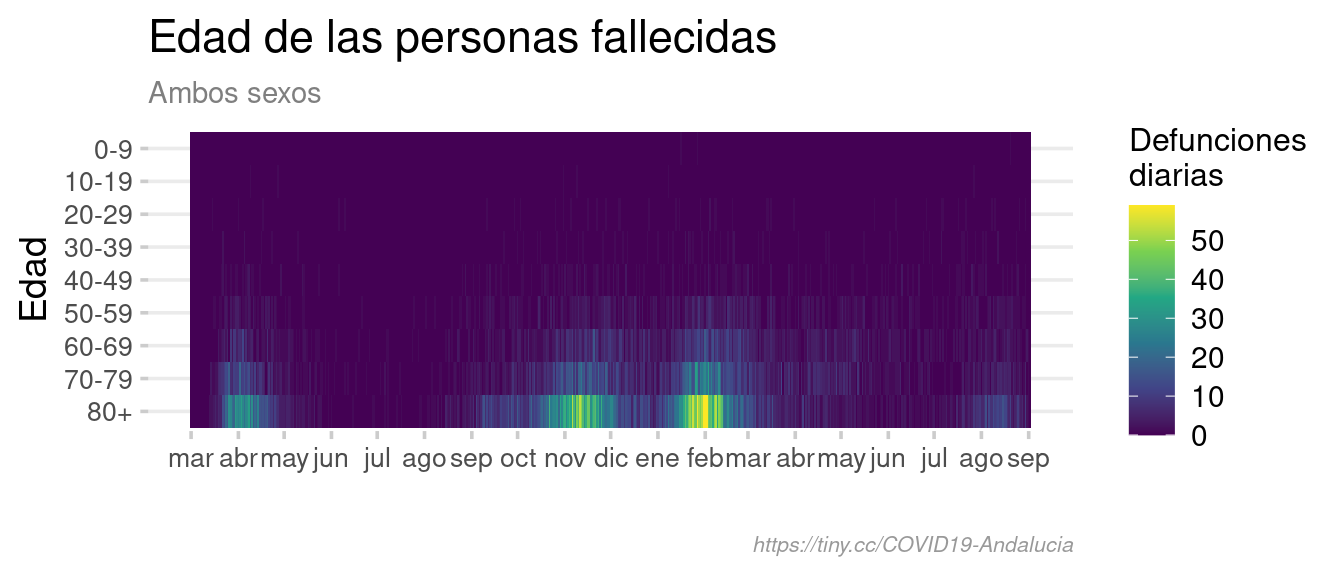 Edad de las personas fallecidas
Ambos sexos
Edad
0-9
10-19
20-29
30-39
40-49
50-59
60-69
70-79
80+
mar abr may jun jul ago sep oct nov dic ene feb mar abr may jun jul ago sep
Defunciones
diarias
50
40
30
20
10
0
https://tiny.cc/COVID19-Andalucia